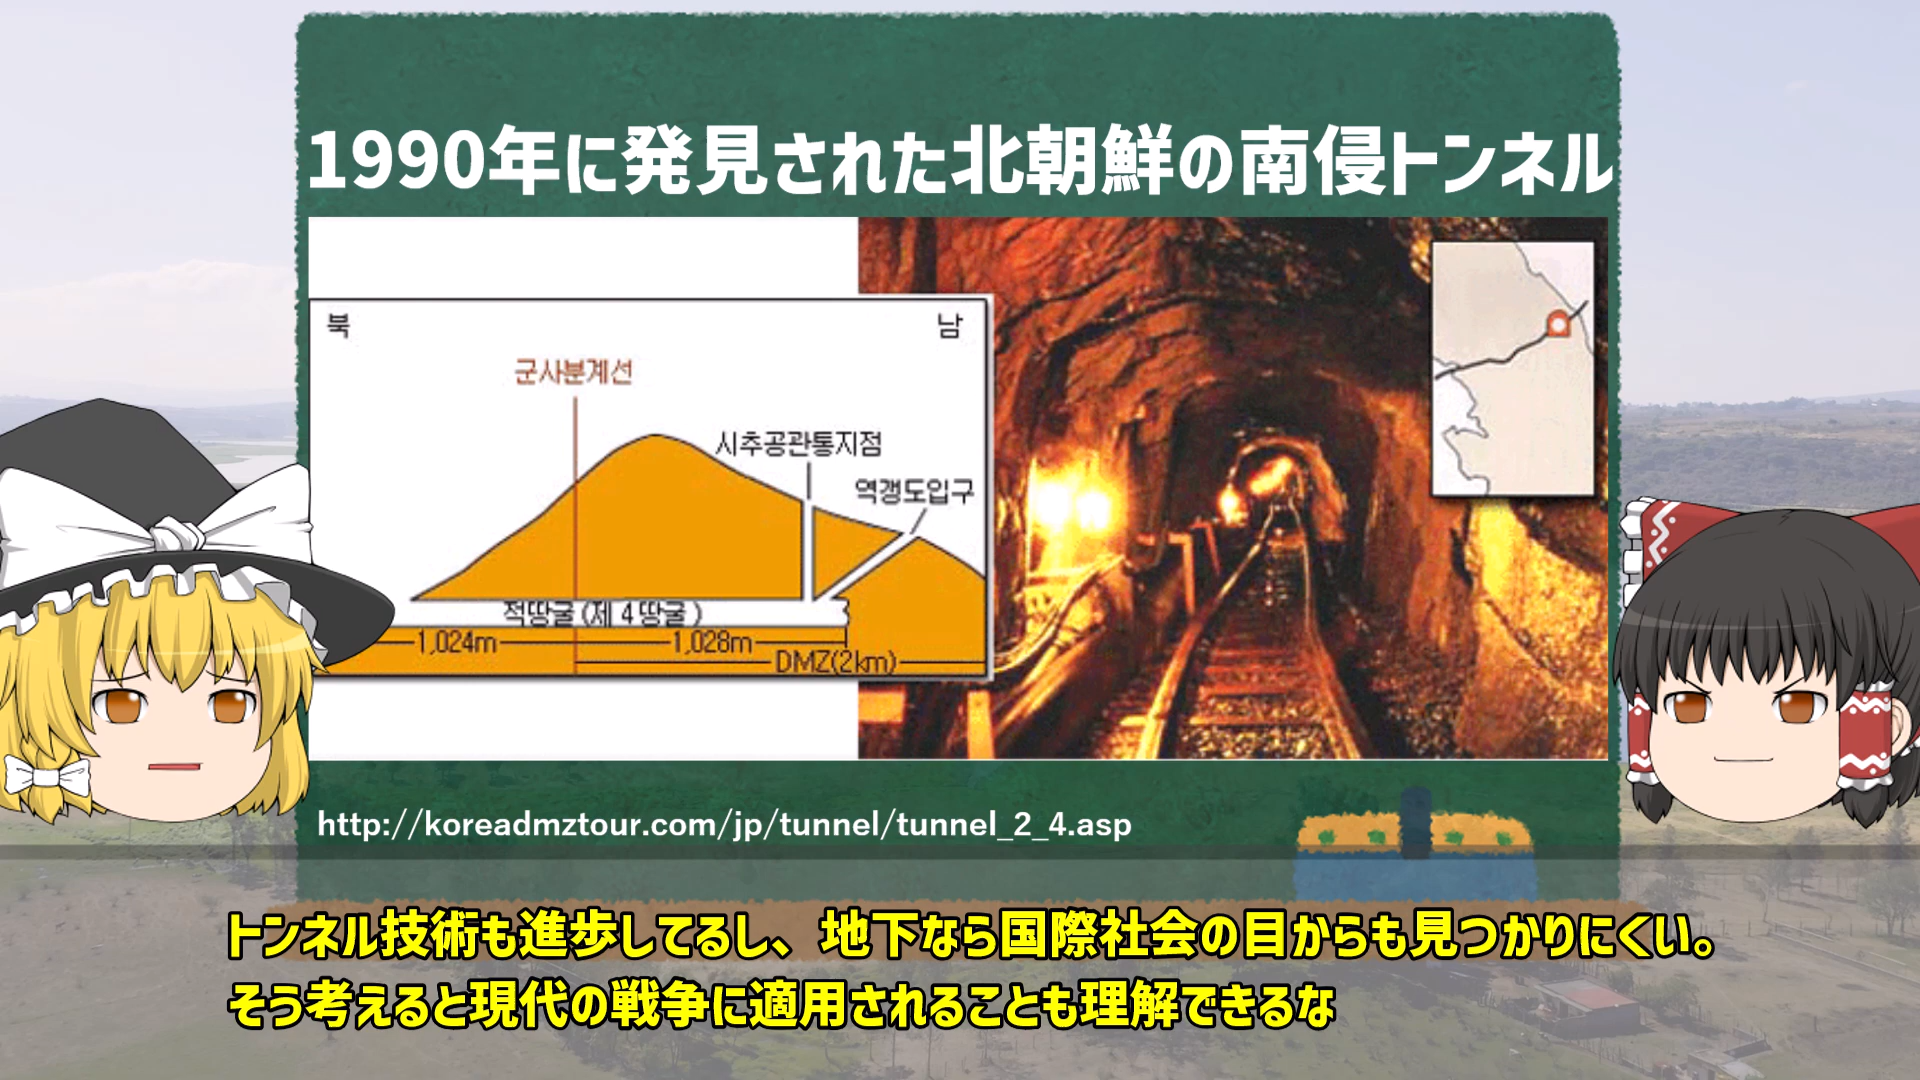 1990年に発見された北朝鮮の南侵トンネル
북
남
군사분계선
시추공관통지점
역갱도입구
적땅굴(제4땅굴)
1,024m
1,028m
DMZ(2km)
http://koreadmztour.com/jp/tunnel/tunnel_2_4.asp
トンネル技術も進歩してるし、地下なら国際社会の目からも見つかりにくい。
そう考えると現代の戦争に適用されることも理解できるな